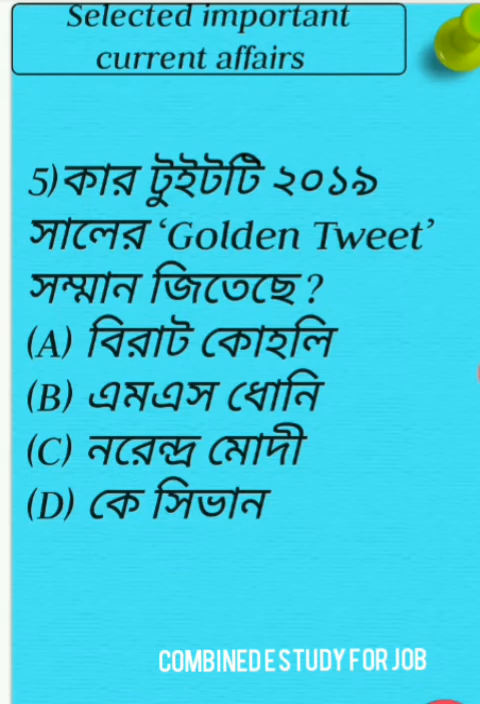 Selected important
current affairs
5)কার টুইটটি ২০১৯
সালের ‘Golden Tweet’
সম্মান জিতেছে?
(A) বিরাট কোহলি
(B) এমএস ধোনি
(C) নরেন্দ্র মোদী
(D) কে সিভান
COMBINED E STUDY FOR JOB